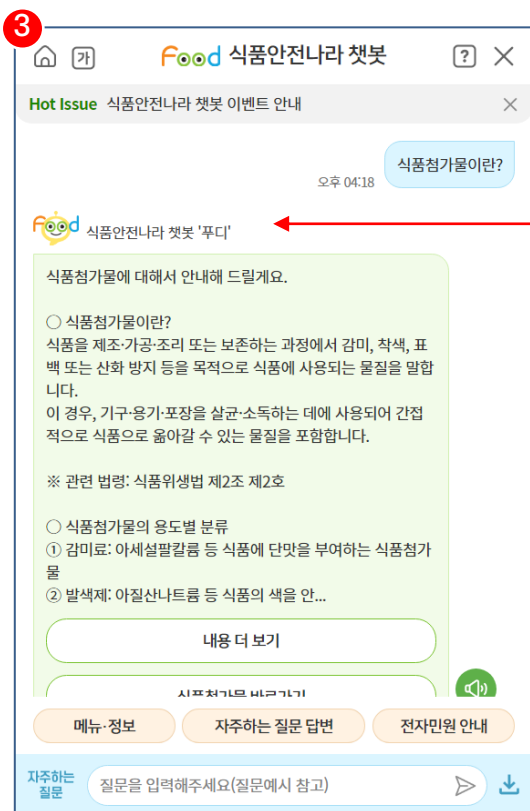 3
가
Food 식품안전나라 챗봇
?
Hot Issue 식품안전나라 챗봇 이벤트 안내
식품첨가물이란?
오후 04:18
Food 식품안전나라 챗봇 '푸디'
식품첨가물에 대해서 안내해 드릴게요.
○ 식품첨가물이란?
식품을 제조·가공·조리 또는 보존하는 과정에서 감미, 착색, 표
백 또는 산화 방지 등을 목적으로 식품에 사용되는 물질을 말합
니다.
이 경우, 기구·용기·포장을 살균·소독하는 데에 사용되어 간접
적으로 식품으로 옮아갈 수 있는 물질을 포함합니다.
※ 관련 법령: 식품위생법 제2조 제2호
○ 식품첨가물의 용도별 분류
① 감미료: 아세설팜칼륨 등 식품에 단맛을 부여하는 식품첨가
물
② 발색제: 아질산나트륨 등 식품의 색을 안...
내용 더 보기
식품첨가물 바로가기
메뉴·정보
자주하는 질문 답변
전자민원 안내
자주하는
질문
질문을 입력해주세요(질문예시 참고)